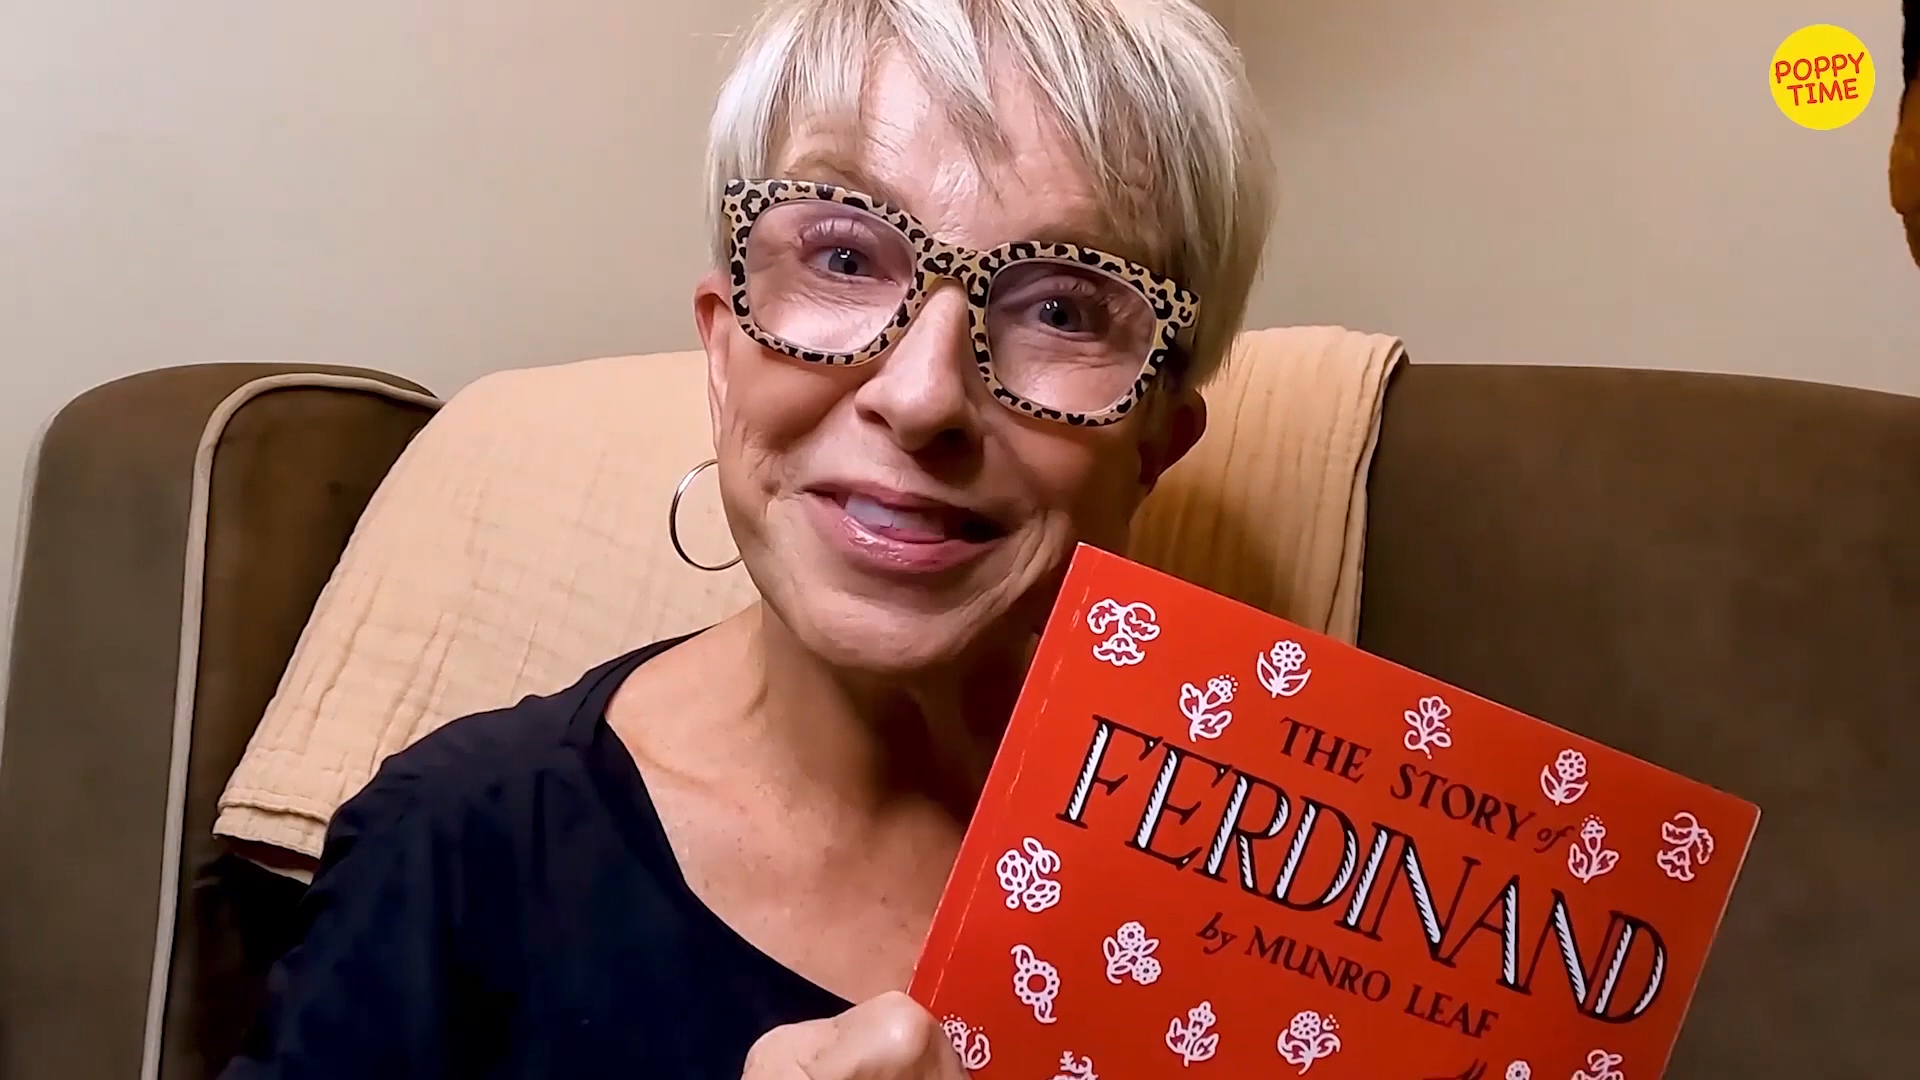 POPPY
TIME
THE STORY of
FERDINAND
by MUNRO LEAF